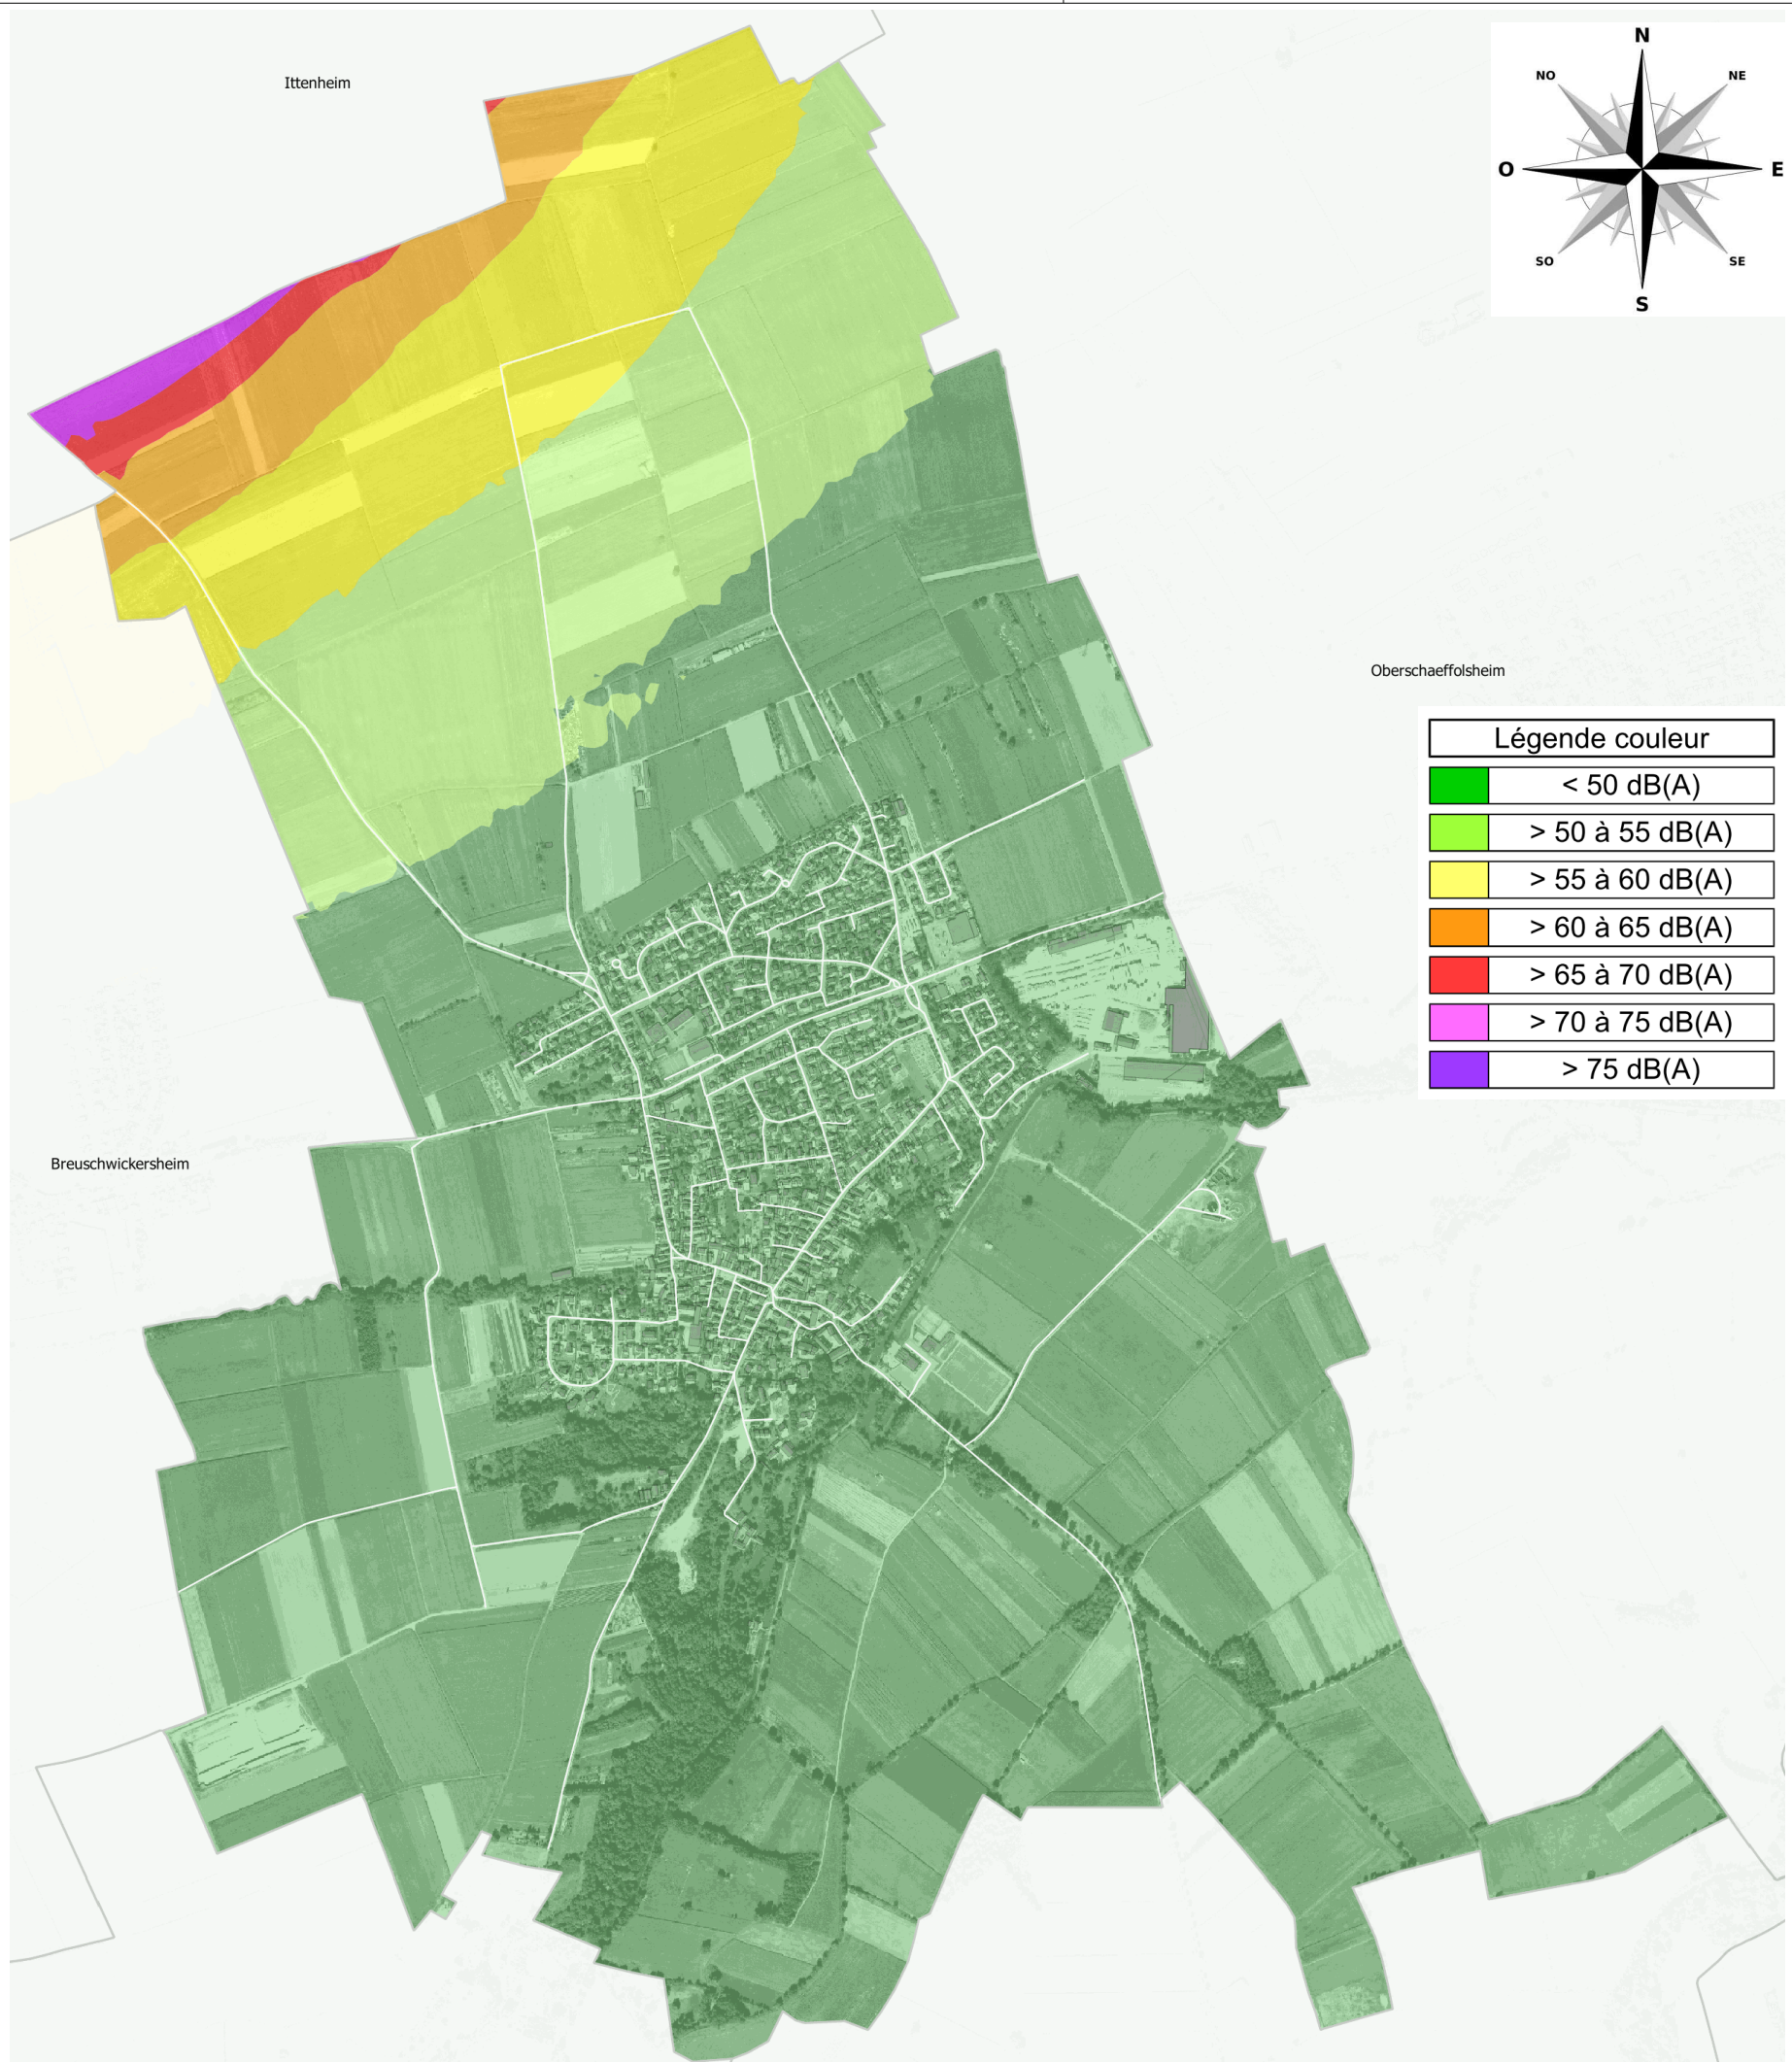 Ittenheim
N
NO
NE
O
E
SO
SE
S
Oberschaeffolsheim
Légende couleur
< 50 dB(A)
> 50 à 55 dB(A)
> 55 à 60 dB(A)
> 60 à 65 dB(A)
> 65 à 70 dB(A)
> 70 à 75 dB(A)
> 75 dB(A)
Breuschwickersheim